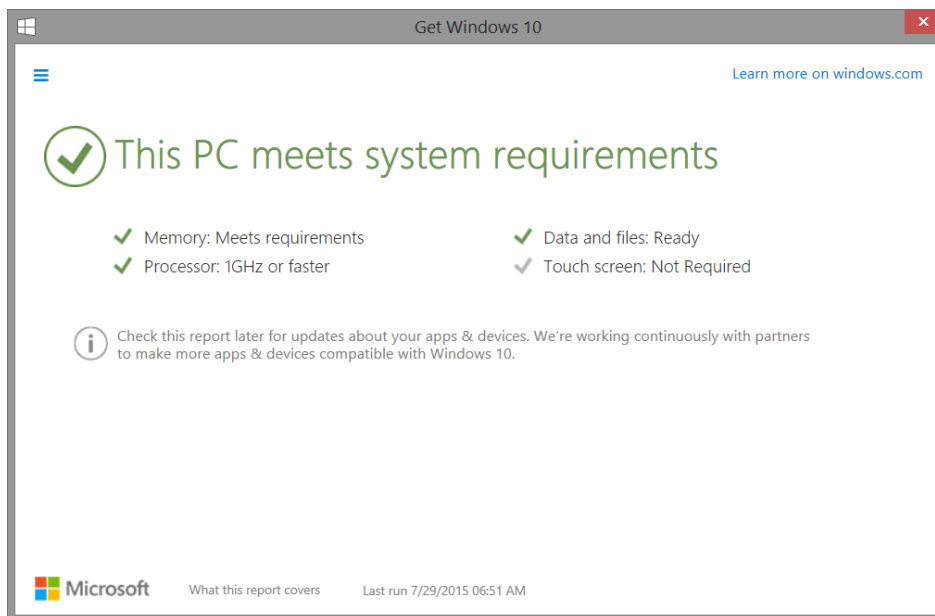 Get Windows 10
Learn more on windows.com
This PC meets system requirements
Memory: Meets requirements
Data and files: Ready
Processor: 1GHz or faster
Touch screen: Not Required
Check this report later for updates about your apps & devices. We're working continuously with partners
to make more apps & devices compatible with Windows 10.
Microsoft
What this report covers
Last run 7/29/2015 06:51 AM